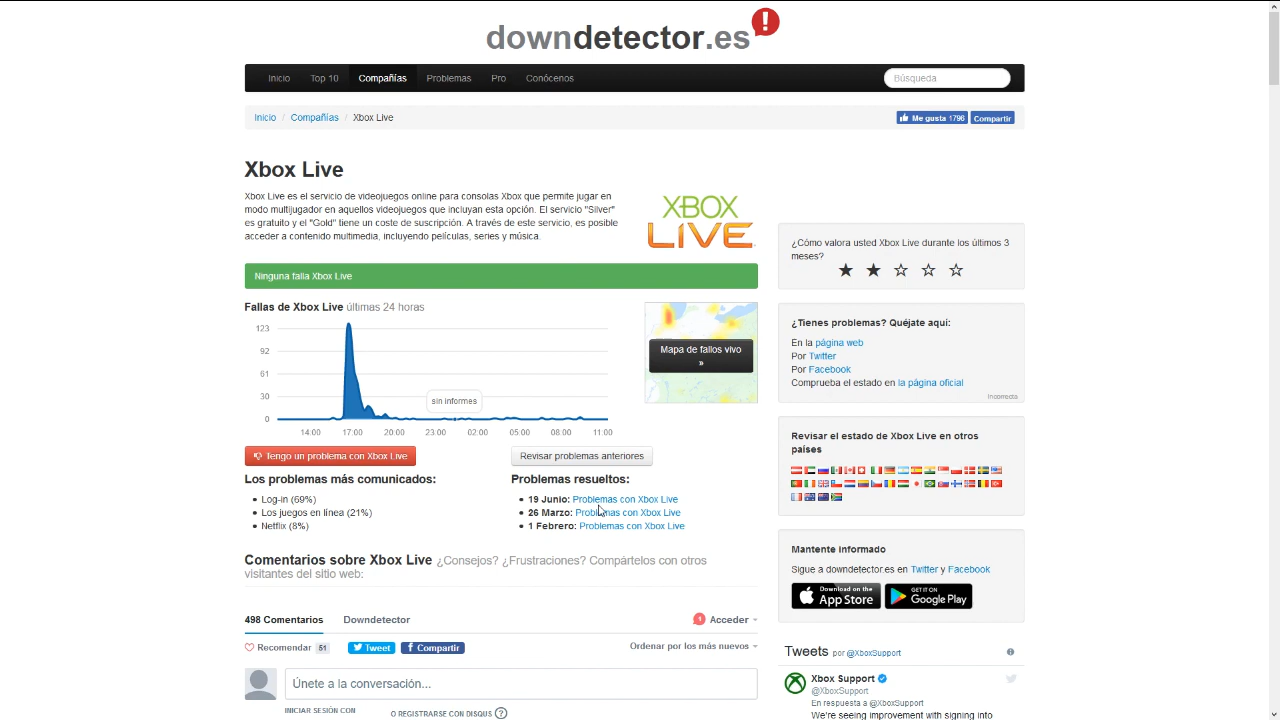 downdetector.es
!
Inicio Top 10 Compañías Problemas Pro Conócenos Búsqueda
Inicio / Compañías / Xbox Live
Me gusta 1796 Compartir
Xbox Live
Xbox Live es el servicio de videojuegos online para consolas Xbox que permite jugar en
modo multijugador en aquellos videojuegos que incluyan esta opción. El servicio "Silver"
es gratuito y el "Gold" tiene un coste de suscripción. A través de este servicio, es posible
acceder a contenido multimedia, incluyendo películas, series y música.
XBOX
LIVE
Ninguna falla Xbox Live
Fallas de Xbox Live últimas 24 horas
123
92
61
30
0
sin informes
14:00 17:00 20:00 23:00 02:00 05:00 08:00 11:00
Mapa de fallos vivo
»
Tengo un problema con Xbox Live
Revisar problemas anteriores
Los problemas más comunicados:
Log-in (69%)
Los juegos en línea (21%)
Netflix (8%)
Problemas resueltos:
19 Junio: Problemas con Xbox Live
26 Marzo: Problemas con Xbox Live
1 Febrero: Problemas con Xbox Live
Comentarios sobre Xbox Live ¿Consejos? ¿Frustraciones? Compártelos con otros
visitantes del sitio web:
498 Comentarios Downdetector 1 Acceder
Recomendar 51 Tweet Compartir Ordenar por los más nuevos
Únete a la conversación...
INICIAR SESIÓN CON O REGISTRARSE CON DISQUS ?
¿Cómo valora usted Xbox Live durante los últimos 3
meses?
¿Tienes problemas? Quéjate aquí:
En la página web
Por Twitter
Por Facebook
Comprueba el estado en la página oficial
Incorrecta
Revisar el estado de Xbox Live en otros
países
Mantente informado
Sigue a downdetector.es en Twitter y Facebook
Download on the
App Store
GET IT ON
Google Play
Tweets por @XboxSupport
Xbox Support
@XboxSupport
En respuesta a @XboxSupport
We're seeing improvement with signing into